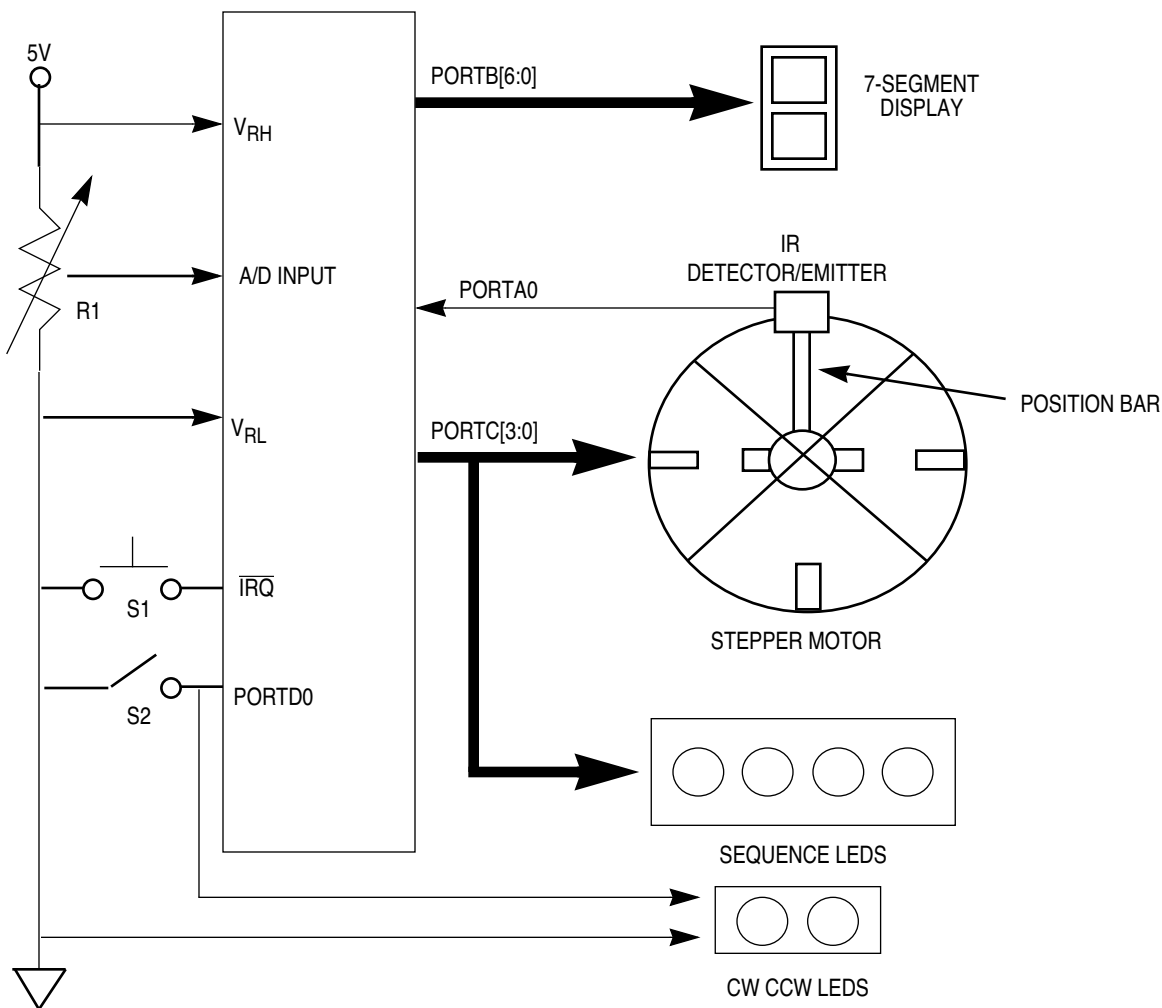 5V
PORTB[6:0]
7-SEGMENT
DISPLAY
VRH
IR
DETECTOR/EMITTER
A/D INPUT
PORTA0
R1
POSITION BAR
VRL
PORTC[3:0]
IRQ
S1
STEPPER MOTOR
PORTD0
S2
SEQUENCE LEDS
CW CCW LEDS